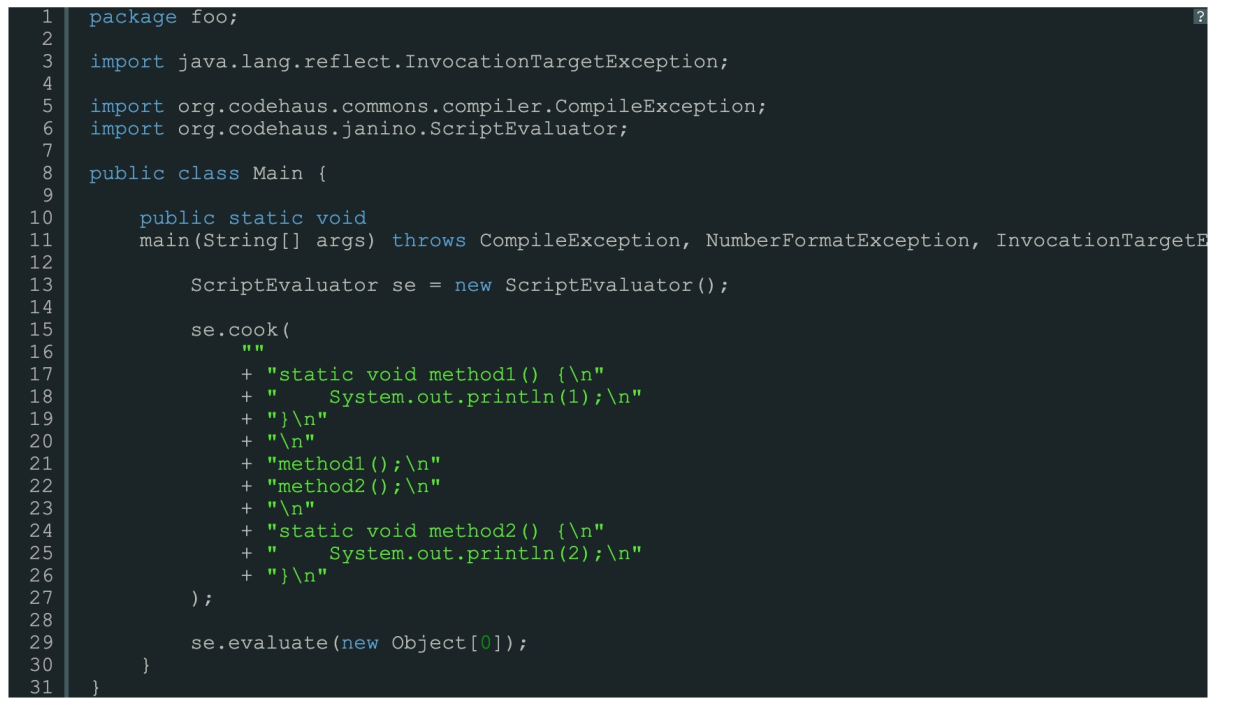 ?
1 package foo;
2
3 import java.lang.reflect.InvocationTargetException;
4
5 import org.codehaus.commons.compiler.CompileException;
6 import org.codehaus.janino.ScriptEvaluator;
7
8 public class Main {
9
10     public static void
11     main(String[] args) throws CompileException, NumberFormatException, InvocationTargetE
12
13         ScriptEvaluator se = new ScriptEvaluator();
14
15         se.cook(
16             ""
17             + "static void method1() {\n"
18             + "    System.out.println(1);\n"
19             + "}\n"
20             + "\n"
21             + "method1();\n"
22             + "method2();\n"
23             + "\n"
24             + "static void method2() {\n"
25             + "    System.out.println(2);\n"
26             + "}\n"
27         );
28
29         se.evaluate(new Object[0]);
30     }
31 }